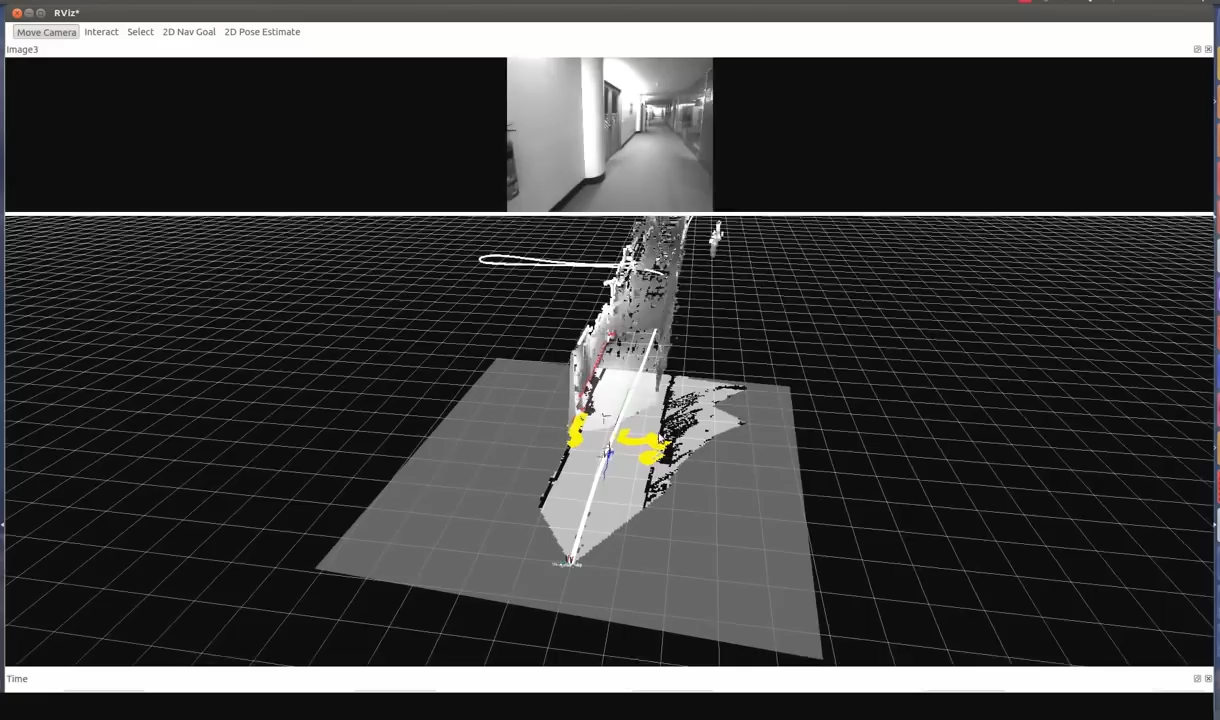 RViz*
Move Camera Interact Select 2D Nav Goal 2D Pose Estimate
Image3
Time